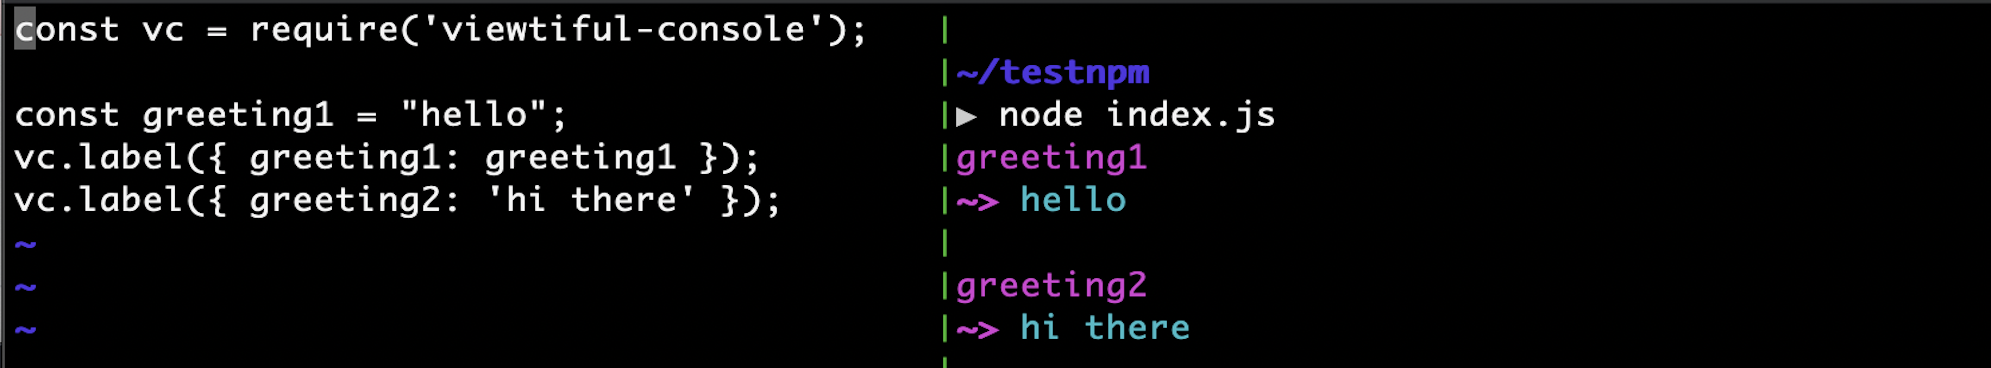 const vc = require('viewtiful-console');

const greeting1 = "hello";
vc.label({ greeting1: greeting1 });
vc.label({ greeting2: 'hi there' });
~
~
~
~/testnpm
▶ node index.js
greeting1
~> hello

greeting2
~> hi there